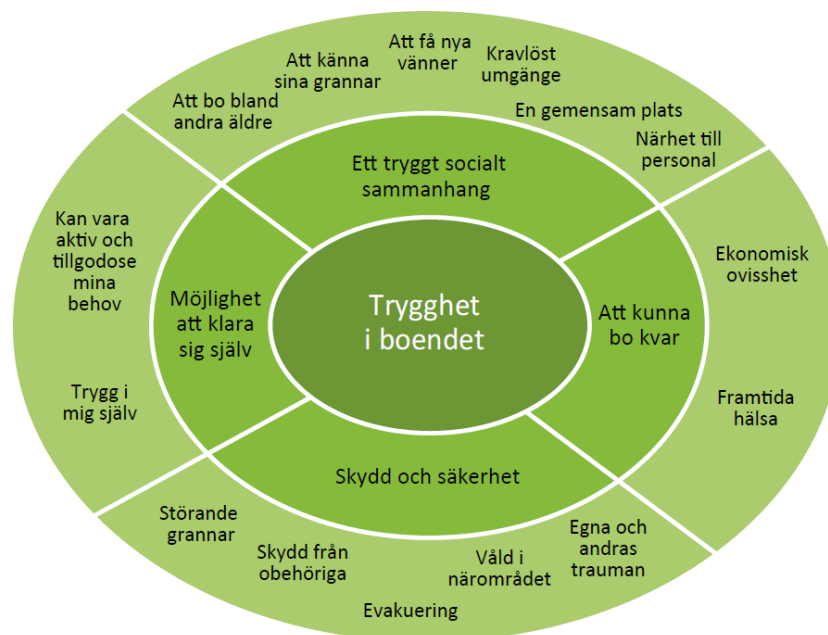 Att få nya
vänner
Kravlöst
umgänge
Att känna
sina grannar
Att bo bland
andra äldre
En gemensam plats
Närhet till
personal
Ett tryggt socialt
sammanhang
Kan vara
aktiv och
tillgodose
mina
behov
Trygg i
mig själv
Möjlighet
att klara
sig själv
Trygghet
i boendet
Att kunna
bo kvar
Ekonomisk
ovisshet
Framtida
hälsa
Skydd och säkerhet
Störande
grannar
Skydd från
obehöriga
Evakuering
Våld i
närområdet
Egna och
andras
trauman